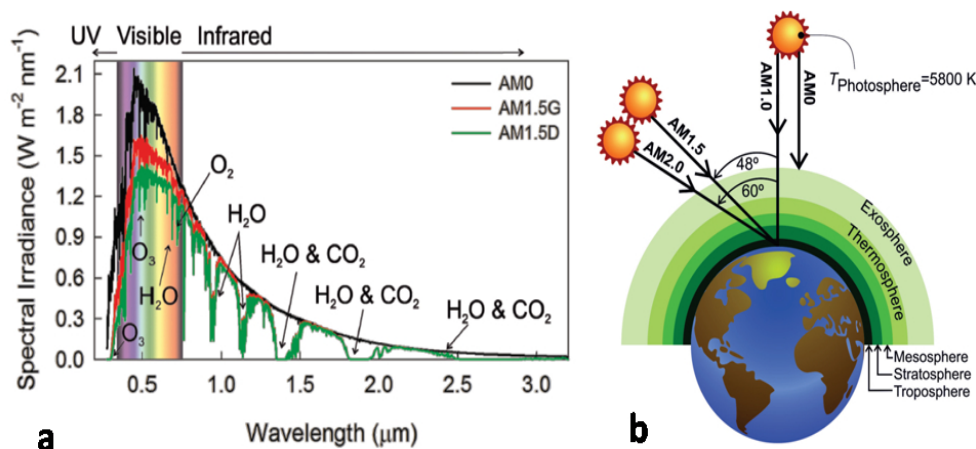 UV Visible Infrared
Spectral Irradiance (W m⁻² nm⁻¹)
2.1
1.8
1.5
1.2
0.9
0.6
0.3
0.0
AM0
AM1.5G
AM1.5D
O₂
H₂O
O₃
H₂O
H₂O & CO₂
H₂O & CO₂
H₂O & CO₂
O₃
0.5 1.0 1.5 2.0 2.5 3.0
Wavelength (μm)
a
T Photosphere=5800 K
AM1.0
AM0
AM1.5
AM2.0
48º
60º
Exosphere
Thermosphere
Mesosphere
Stratosphere
Troposphere
b